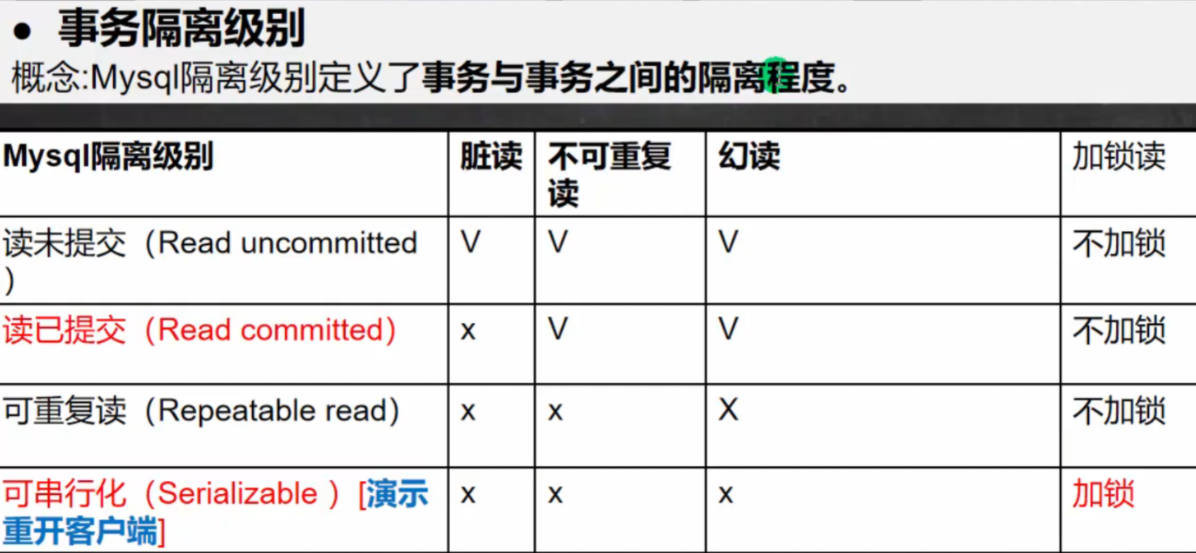 ● 事务隔离级别
概念:Mysql隔离级别定义了事务与事务之间的隔离程度。
Mysql隔离级别 脏读 不可重复 幻读 加锁读
读
读未提交（Read uncommitted V V V 不加锁
）
读已提交（Read committed） x V V 不加锁
可重复读（Repeatable read） x x X 不加锁
可串行化（Serializable ）[演示 x x x 加锁
重开客户端]